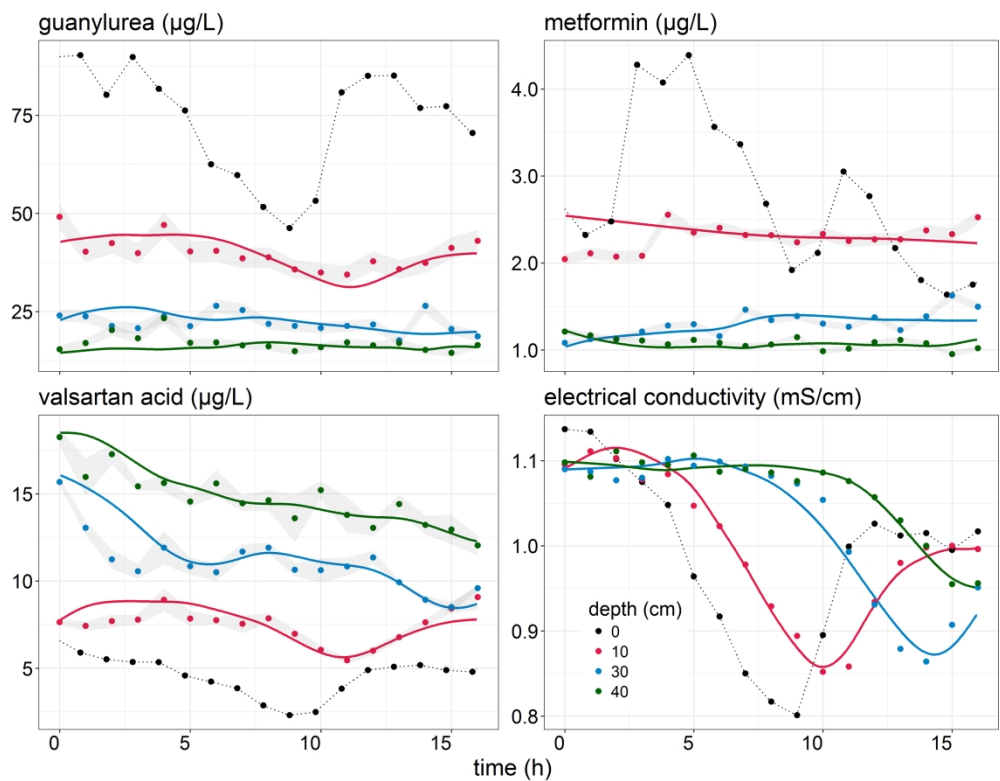 guanylurea (µg/L)
metformin (µg/L)
75
50
25
4.0
3.0
2.0
1.0
valsartan acid (µg/L)
electrical conductivity (mS/cm)
15
10
5
1.1
1.0
0.9
0.8
depth (cm)
0
10
30
40
0 5 10 15
0 5 10 15
time (h)